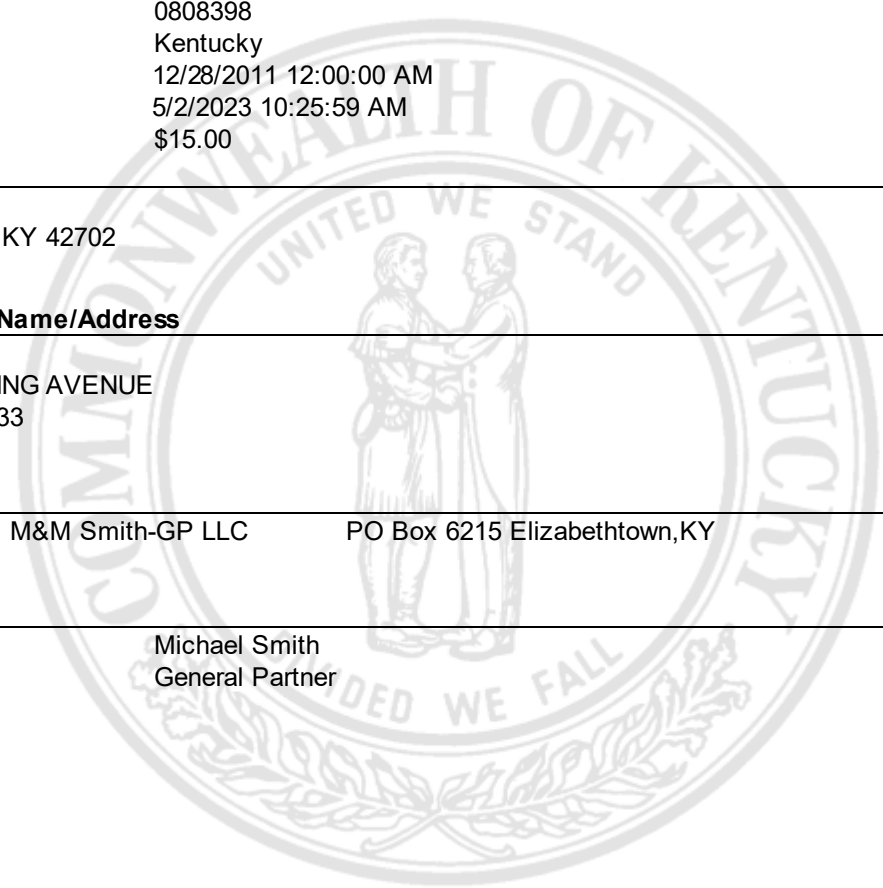 0808398
Kentucky
12/28/2011 12:00:00 AM
5/2/2023 10:25:59 AM
$15.00
KY 42702
Name/Address
NG AVENUE
33
M&M Smith-GP LLC PO Box 6215 Elizabethtown,KY
Michael Smith
General Partner
COMMONWEALTH OF KENTUCKY
UNITED WE STAND
DIVIDED WE FALL